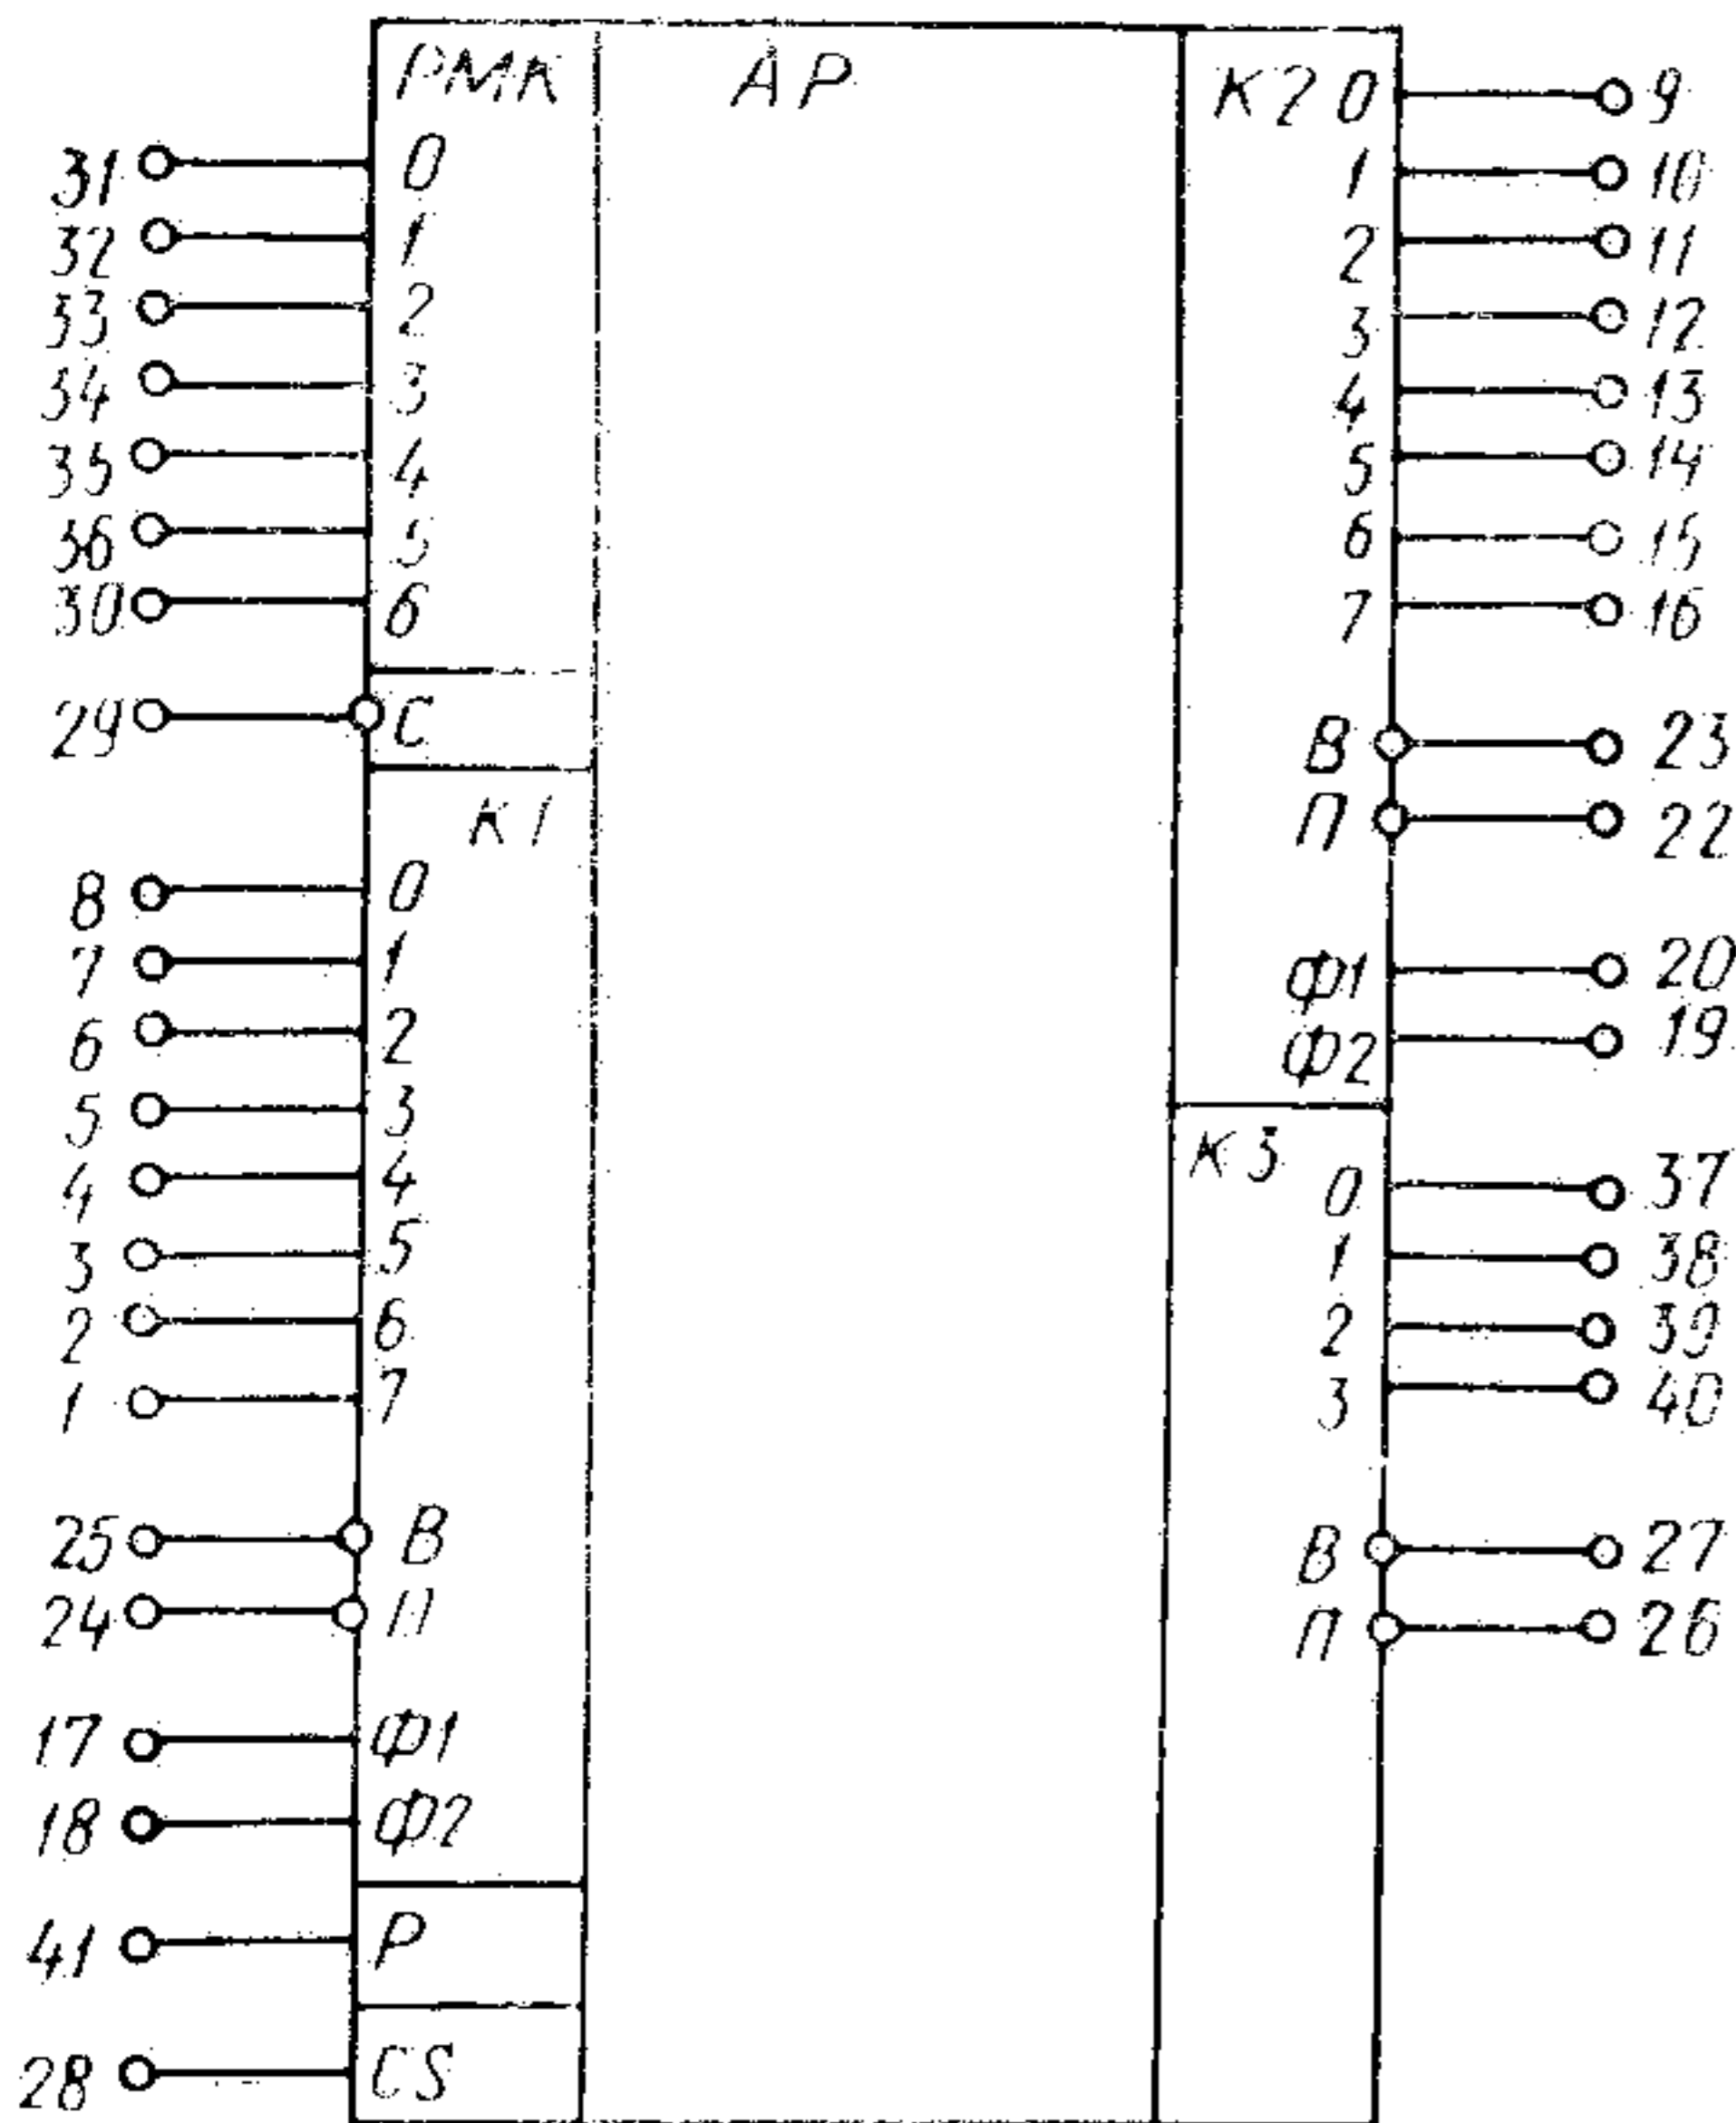 РМК АР К2 0 9
31 0 1 10
32 1 2 11
33 2 3 12
34 3 4 13
35 4 5 14
36 5 6 15
30 6 7 16
29 С В 23
К1 П 22
8 0
7 1 Ф1 20
6 2 Ф2 19
5 3 К3
4 4 0 37
3 5 1 38
2 6 2 39
1 7 3 40
25 В В 27
24 П П 26
17 Ф1
18 Ф2
41 Р
28 CS